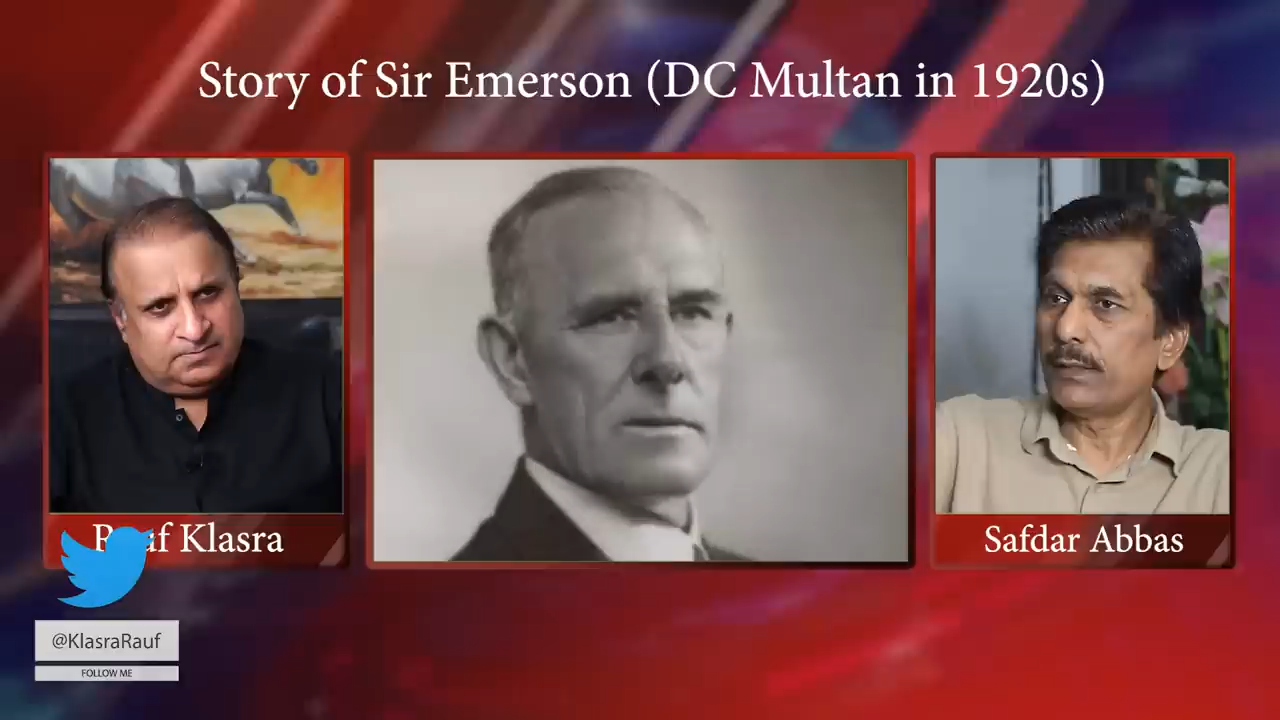 Story of Sir Emerson (DC Multan in 1920s)
Klasra
Safdar Abbas
@KlasraRauf
FOLLOW ME